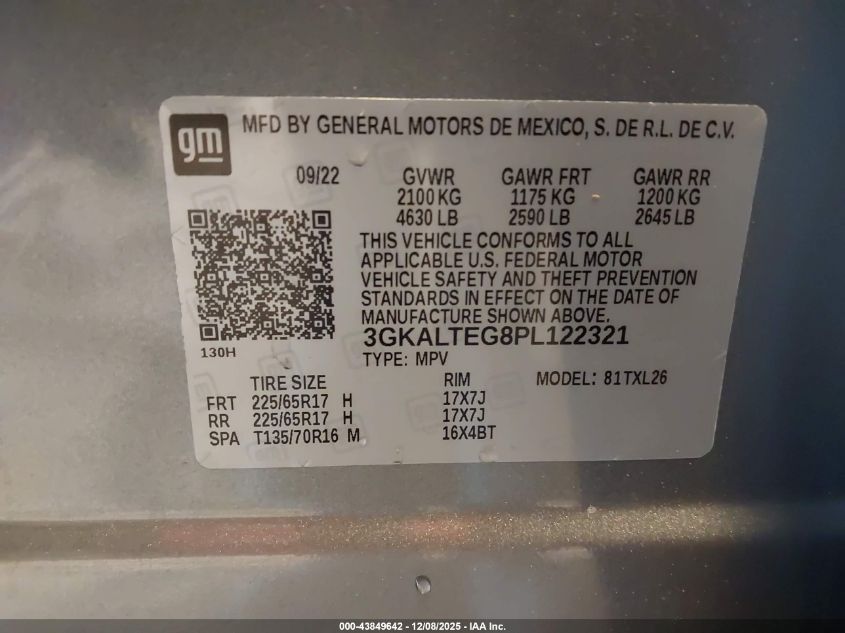 gm
MFD BY GENERAL MOTORS DE MEXICO, S. DE R.L. DE C.V.
09/22 GVWR GAWR FRT GAWR RR
2100 KG 1175 KG 1200 KG
4630 LB 2590 LB 2645 LB
THIS VEHICLE CONFORMS TO ALL
APPLICABLE U.S. FEDERAL MOTOR
VEHICLE SAFETY AND THEFT PREVENTION
STANDARDS IN EFFECT ON THE DATE OF
MANUFACTURE SHOWN ABOVE.
3GKALTEG8PL122321
130H
TYPE: MPV
TIRE SIZE RIM MODEL: 81TXL26
FRT 225/65R17 H 17X7J
RR 225/65R17 H 17X7J
SPA T135/70R16 M 16X4BT
000-43849642 - 12/08/2025 - IAA Inc.